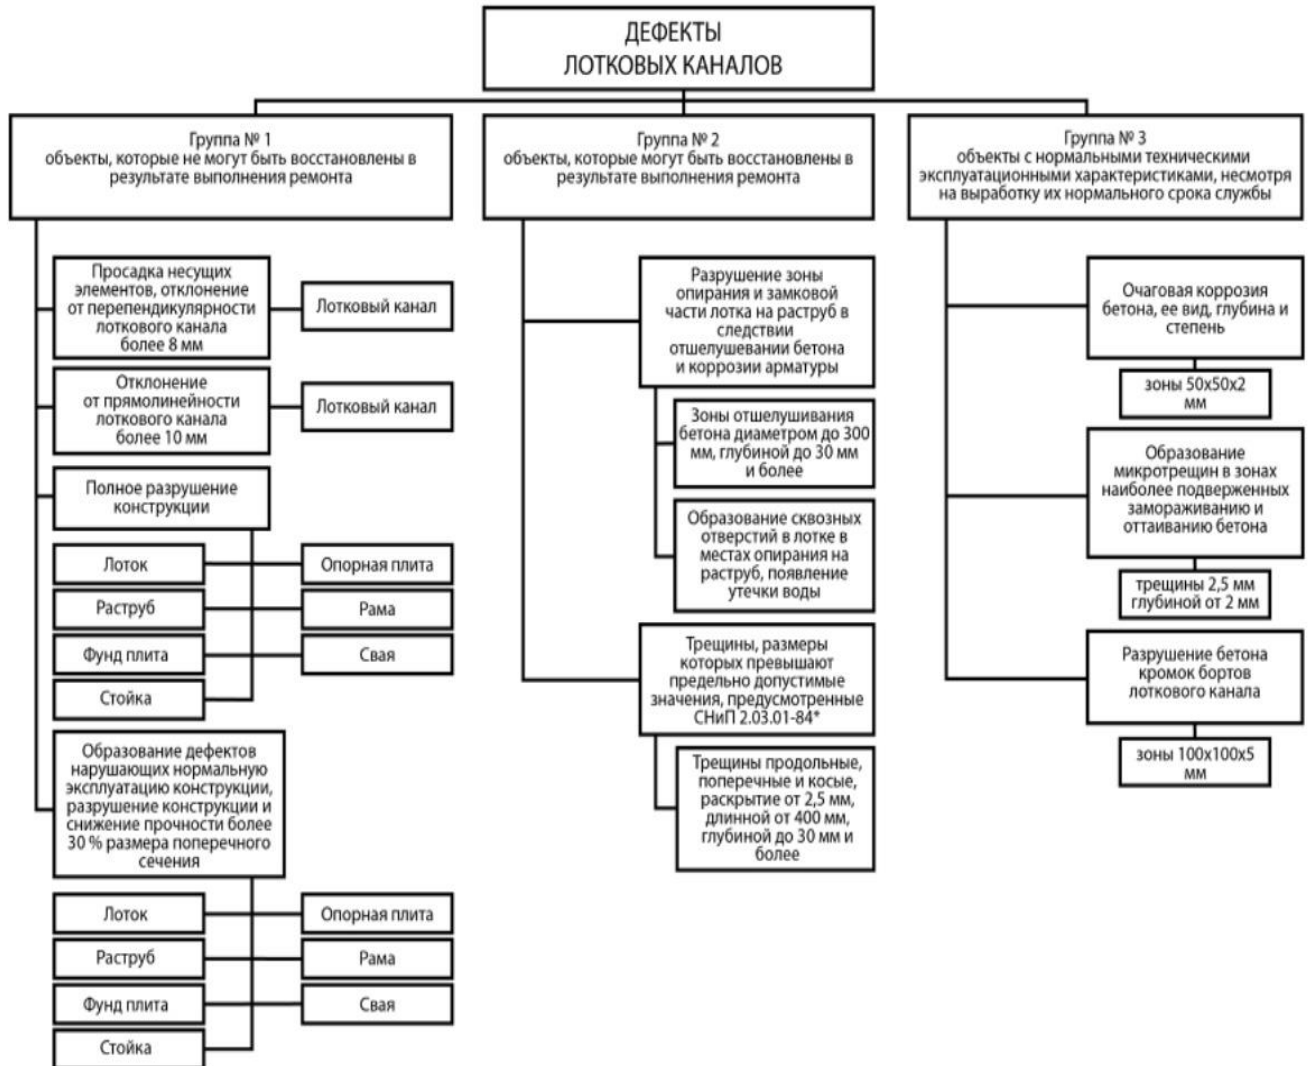 ДЕФЕКТЫ
ЛОТКОВЫХ КАНАЛОВ
Группа № 1
объекты, которые не могут быть восстановлены в
результате выполнения ремонта
Просадка несущих
элементов, отклонение
от перепендикулярности
лоткового канала
более 8 мм
Лотковый канал
Отклонение
от прямолинейности
лоткового канала
более 10 мм
Лотковый канал
Полное разрушение
конструкции
Лоток
Опорная плита
Раструб
Рама
Фунд плита
Свая
Стойка
Образование дефектов
нарушающих нормальную
эксплуатацию конструкции,
разрушение конструкции и
снижение прочности более
30 % размера поперечного
сечения
Лоток
Опорная плита
Раструб
Рама
Фунд плита
Свая
Стойка
Группа № 2
объекты, которые могут быть восстановлены в
результате выполнения ремонта
Разрушение зоны
опирания и замковой
части лотка на раструб в
следствии
отшелушевании бетона
и коррозии арматуры
Зоны отшелушивания
бетона диаметром до 300
мм, глубиной до 30 мм
и более
Образование сквозных
отверстий в лотке в
местах опирания на
раструб, появление
утечки воды
Трещины, размеры
которых превышают
предельно допустимые
значения, предусмотренные
СНиП 2.03.01-84*
Трещины продольные,
поперечные и косые,
раскрытие от 2,5 мм,
длинной от 400 мм,
глубиной до 30 мм и
более
Группа № 3
объекты с нормальными техническими
эксплуатационными характеристиками, несмотря
на выработку их нормального срока службы
Очаговая коррозия
бетона, ее вид, глубина и
степень
зоны 50х50х2
мм
Образование
микротрещин в зонах
наиболее подверженных
замораживанию и
оттаиванию бетона
трещины 2,5 мм
глубиной от 2 мм
Разрушение бетона
кромок бортов
лоткового канала
зоны 100х100х5
мм